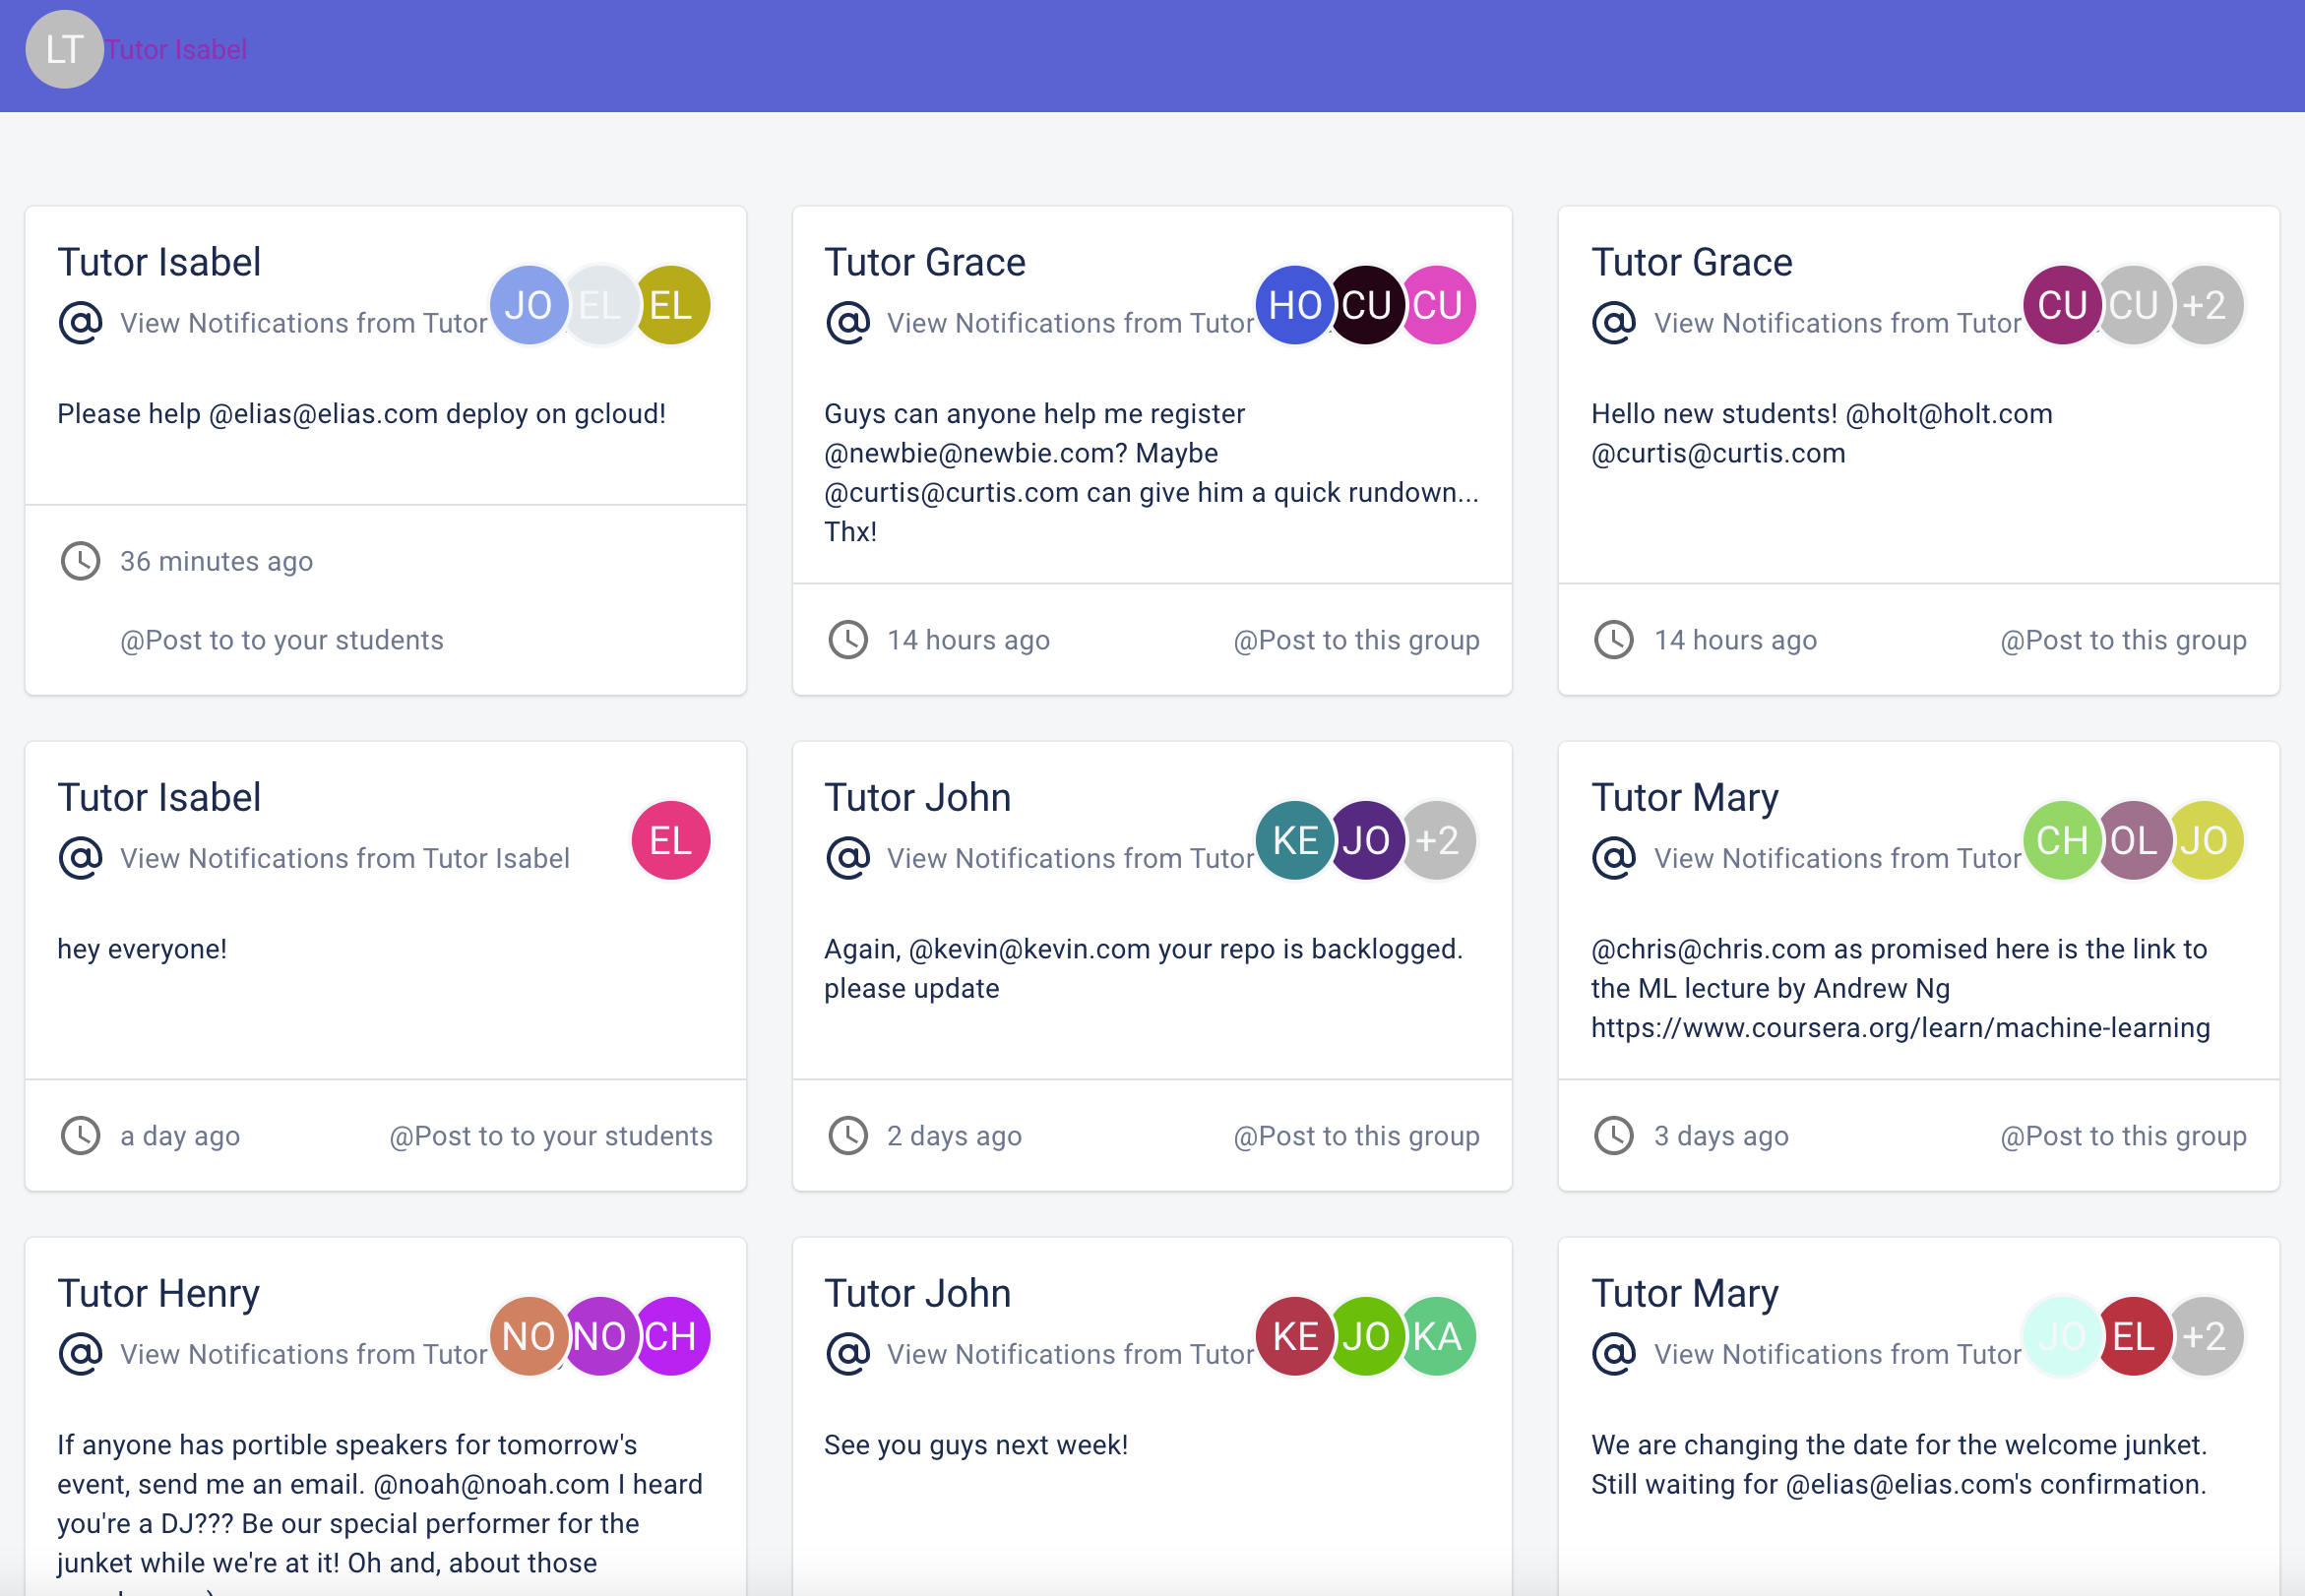 LT Tutor Isabel
Tutor Isabel
@ View Notifications from Tutor
JO EL EL
Please help @elias@elias.com deploy on gcloud!
36 minutes ago
@Post to to your students
Tutor Grace
@ View Notifications from Tutor
HO CU CU
Guys can anyone help me register
@newbie@newbie.com? Maybe
@curtis@curtis.com can give him a quick rundown...
Thx!
14 hours ago @Post to this group
Tutor Grace
@ View Notifications from Tutor
CU CU +2
Hello new students! @holt@holt.com
@curtis@curtis.com
14 hours ago @Post to this group
Tutor Isabel
@ View Notifications from Tutor Isabel
EL
hey everyone!
a day ago @Post to to your students
Tutor John
@ View Notifications from Tutor
KE JO +2
Again, @kevin@kevin.com your repo is backlogged.
please update
2 days ago @Post to this group
Tutor Mary
@ View Notifications from Tutor
CH OL JO
@chris@chris.com as promised here is the link to
the ML lecture by Andrew Ng
https://www.coursera.org/learn/machine-learning
3 days ago @Post to this group
Tutor Henry
@ View Notifications from Tutor
NO NO CH
If anyone has portible speakers for tomorrow's
event, send me an email. @noah@noah.com I heard
you're a DJ??? Be our special performer for the
junket while we're at it! Oh and, about those
Tutor John
@ View Notifications from Tutor
KE JO KA
See you guys next week!
Tutor Mary
@ View Notifications from Tutor
JO EL +2
We are changing the date for the welcome junket.
Still waiting for @elias@elias.com's confirmation.